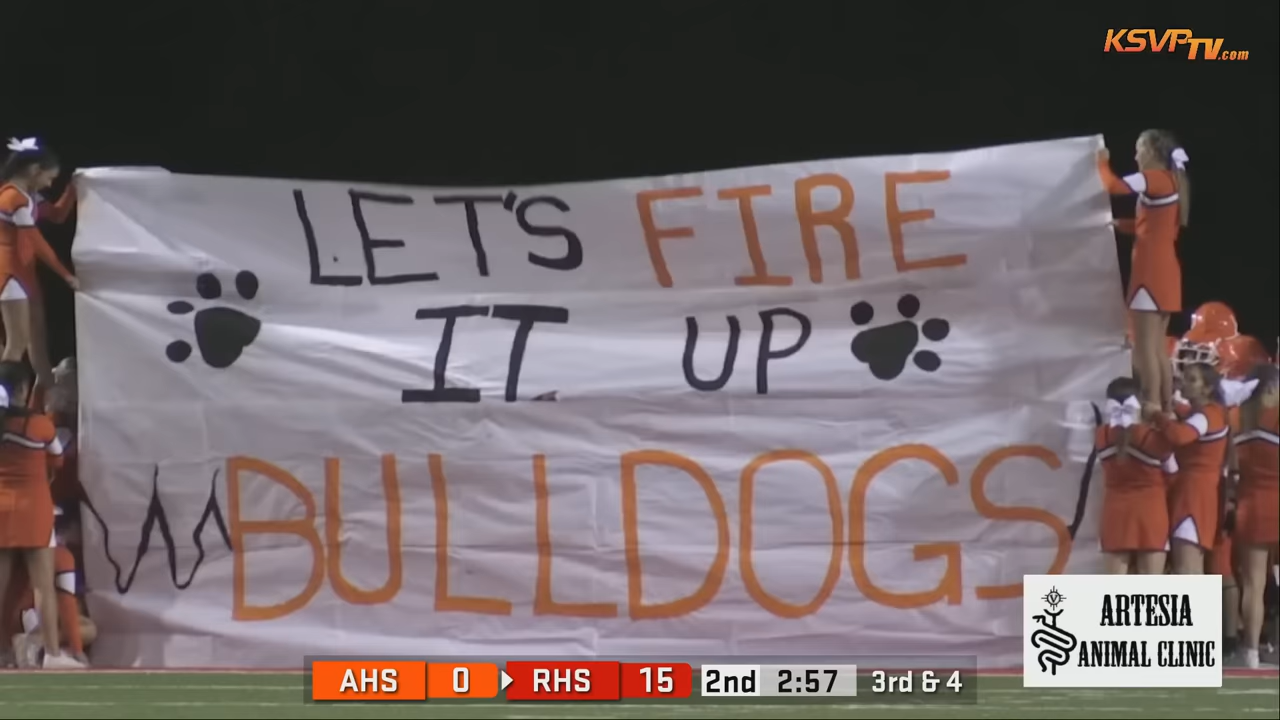 KSVPTV.com
LET'S FIRE
IT UP
BULLDOGS
ARTESIA
ANIMAL CLINIC
AHS 0 RHS 15 2nd 2:57 3rd & 4